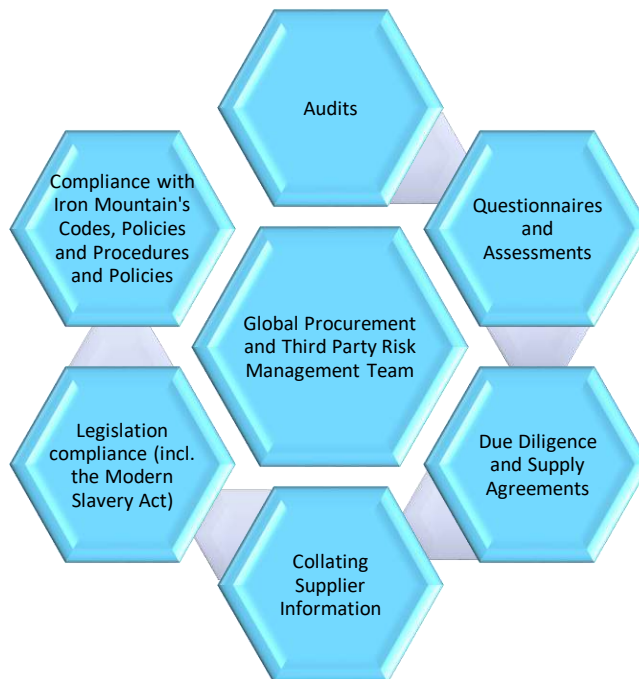 Audits
Compliance with
Iron Mountain's
Codes, Policies
and Procedures
and Policies
Questionnaires
and
Assessments
Global Procurement
and Third Party Risk
Management Team
Legislation
compliance (incl.
the Modern
Slavery Act)
Due Diligence
and Supply
Agreements
Collating
Supplier
Information